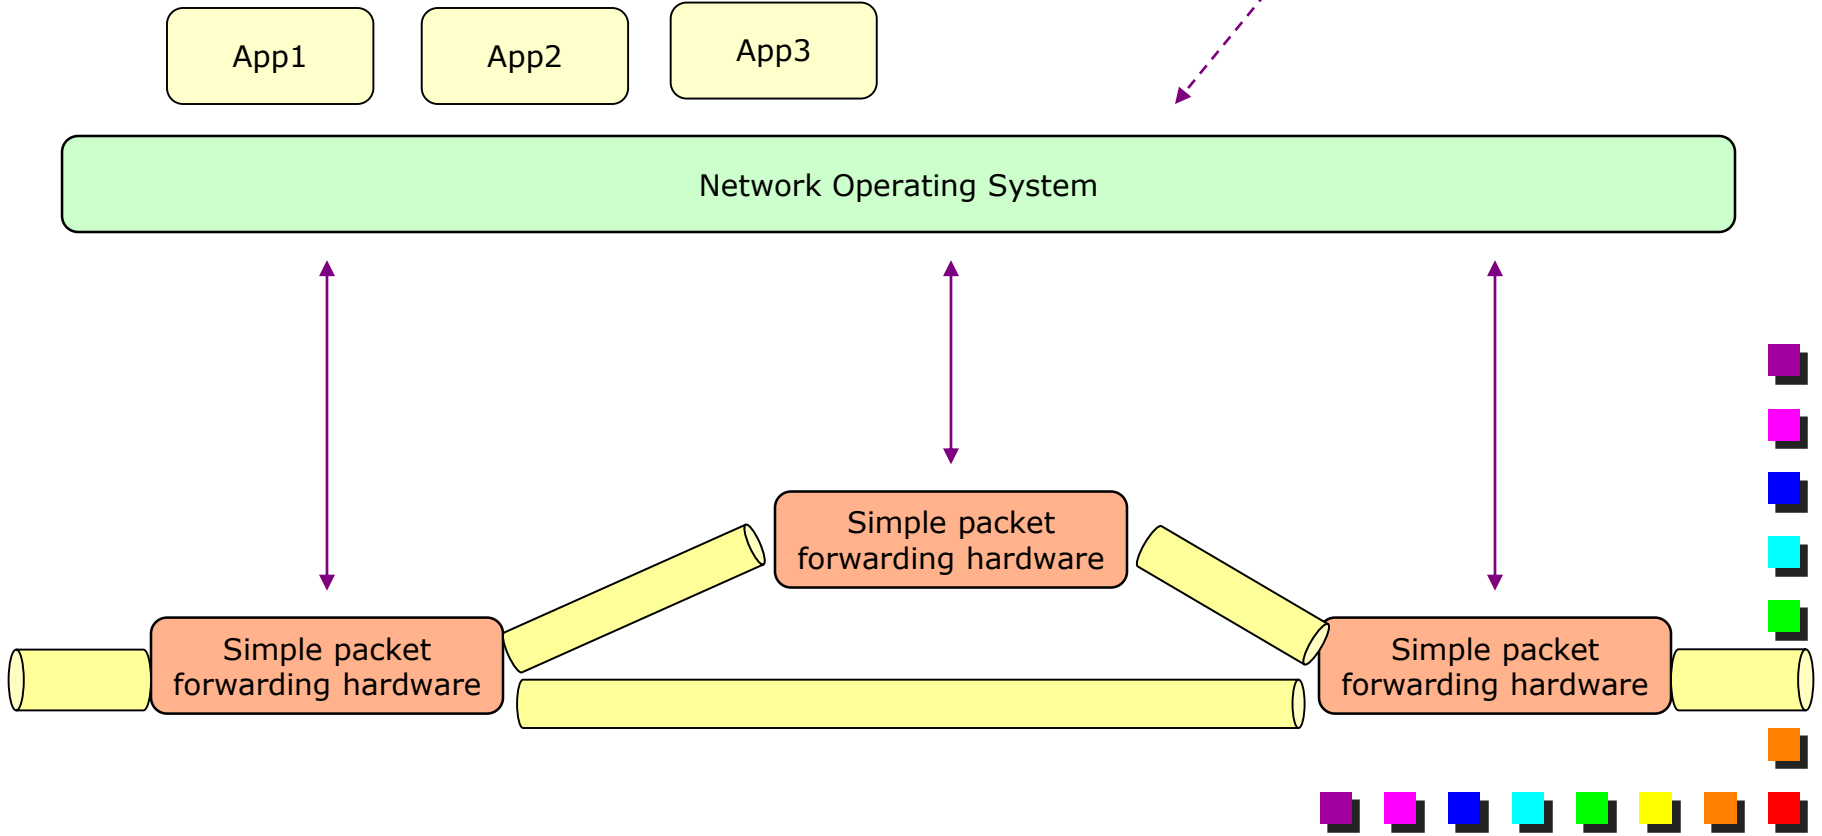 App1
App2
App3
Network Operating System
Simple packet
forwarding hardware
Simple packet
forwarding hardware
Simple packet
forwarding hardware